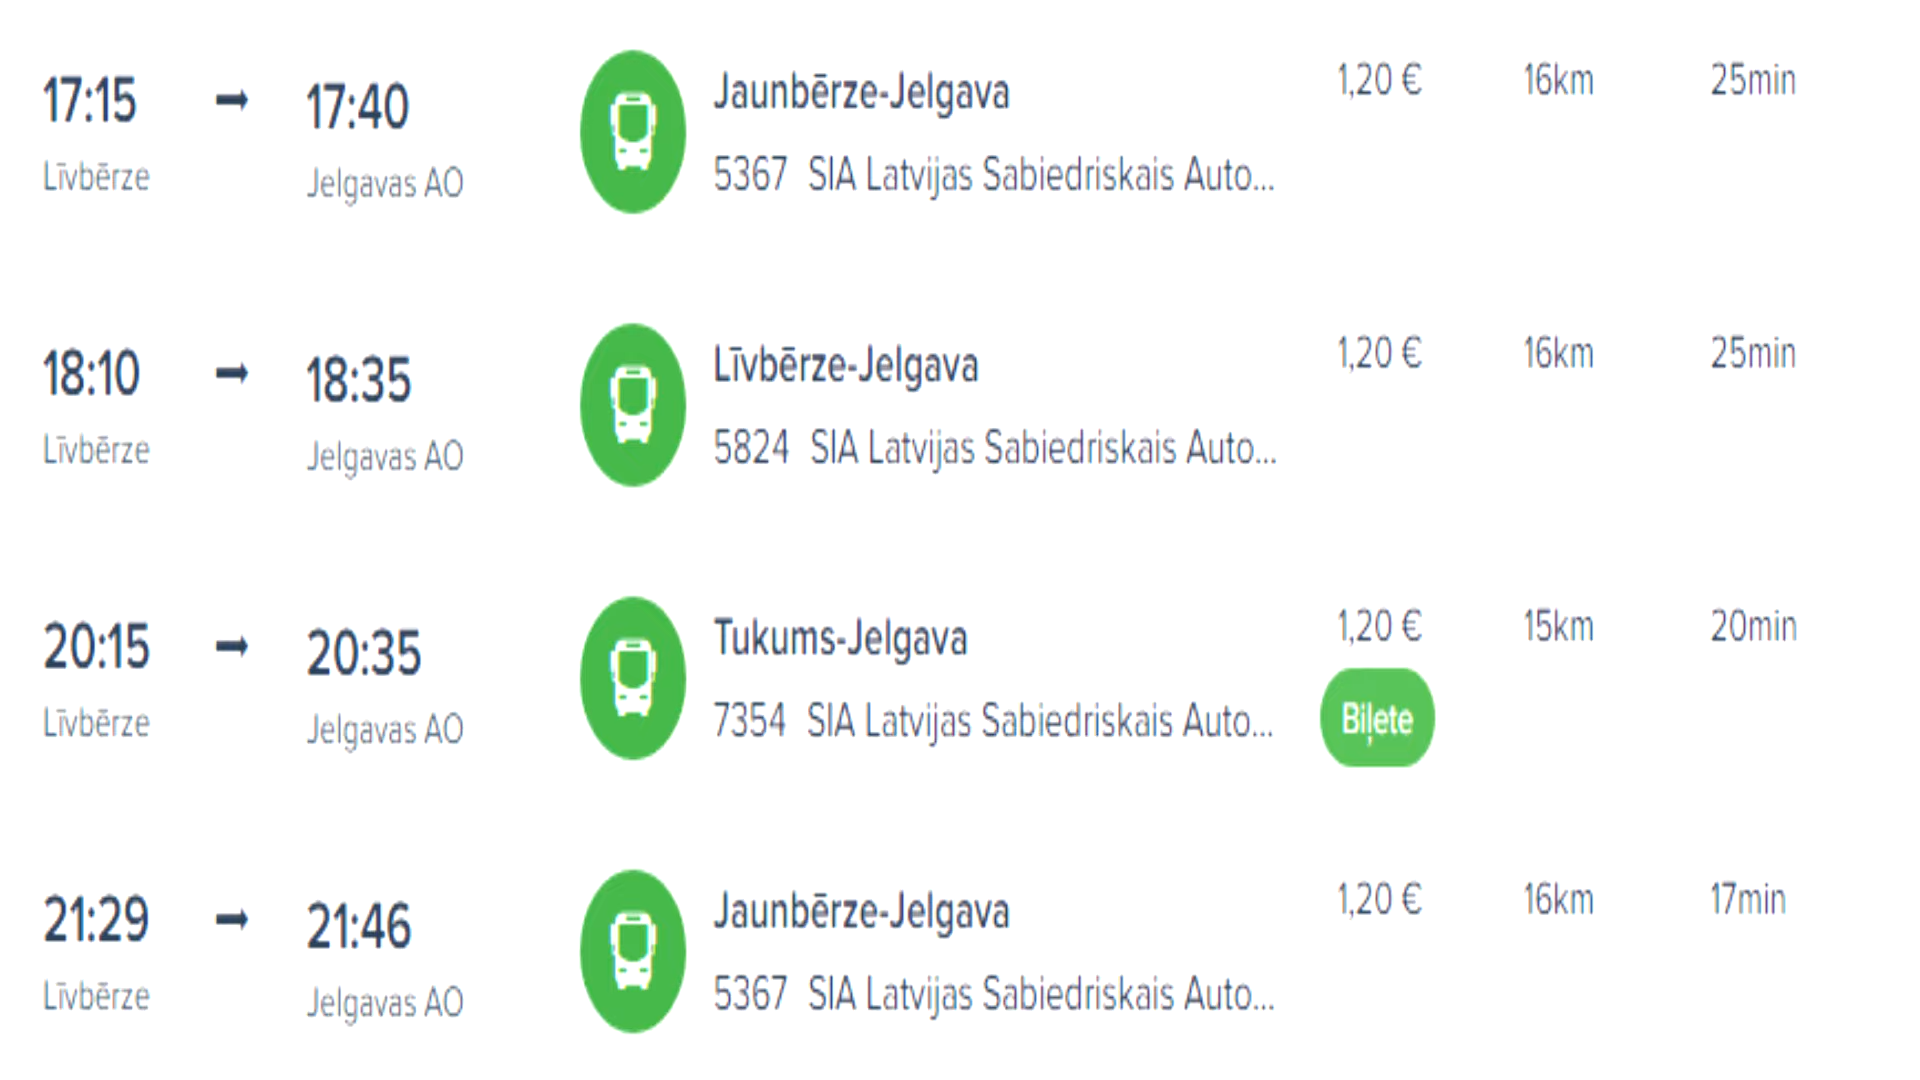 17:15 → 17:40 Jaunbērze-Jelgava 1,20 € 16km 25min
Līvbērze Jelgavas AO 5367 SIA Latvijas Sabiedriskais Auto...
18:10 → 18:35 Līvbērze-Jelgava 1,20 € 16km 25min
Līvbērze Jelgavas AO 5824 SIA Latvijas Sabiedriskais Auto...
20:15 → 20:35 Tukums-Jelgava 1,20 € 15km 20min
Līvbērze Jelgavas AO 7354 SIA Latvijas Sabiedriskais Auto... Biļete
21:29 → 21:46 Jaunbērze-Jelgava 1,20 € 16km 17min
Līvbērze Jelgavas AO 5367 SIA Latvijas Sabiedriskais Auto...